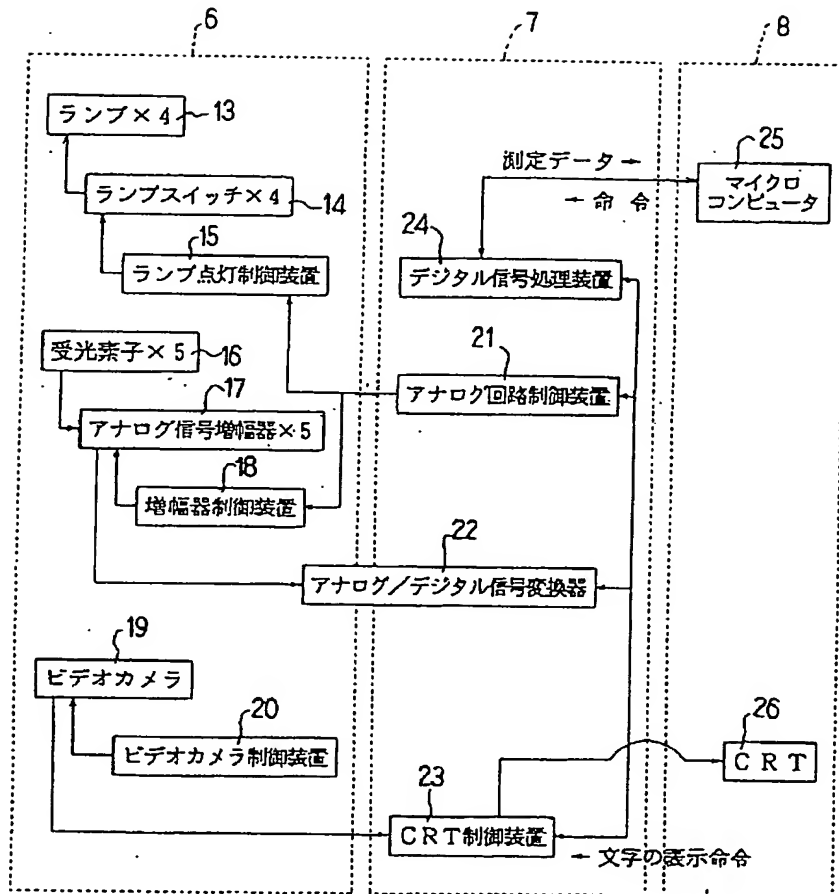 6
7
8
ランプ×4
13
ランプスイッチ×4
14
15
ランプ点灯制御装置
受光素子×5
16
17
アナログ信号増幅器×5
18
増幅器制御装置
19
ビデオカメラ
20
ビデオカメラ制御装置
測定データ→
←命令
24
デジタル信号処理装置
21
アナログ回路制御装置
22
アナログ/デジタル信号変換器
23
CRT制御装置
←文字の表示命令
25
マイクロ
コンピュータ
26
CRT